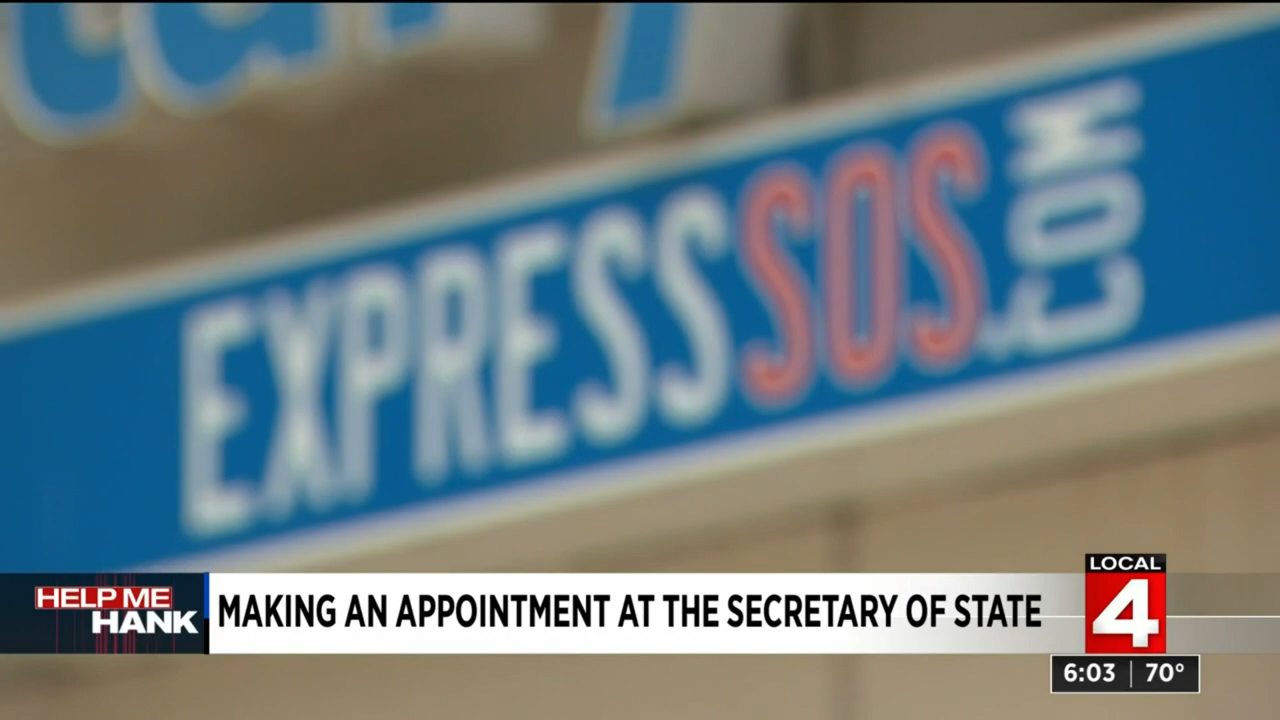 EXPRESSSOS.COM
HELP ME
HANK
MAKING AN APPOINTMENT AT THE SECRETARY OF STATE
LOCAL
4
6:03 70°